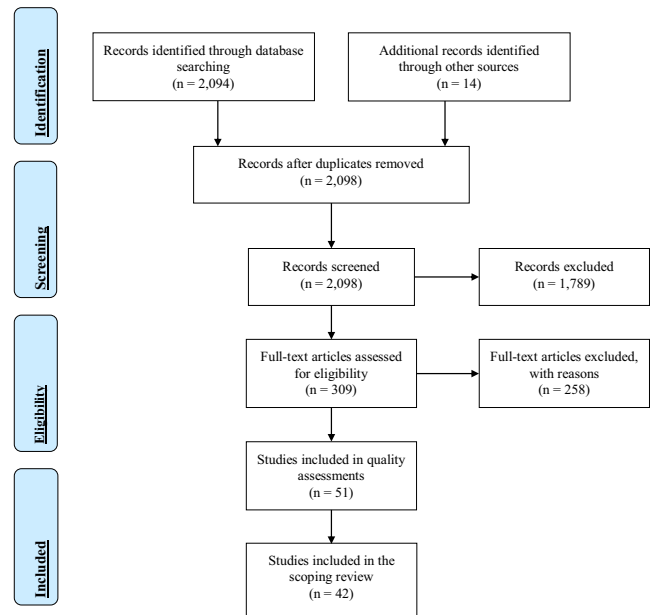 Identification
Records identified through database
searching
(n = 2,094)
Additional records identified
through other sources
(n = 14)
Records after duplicates removed
(n = 2,098)
Screening
Records screened
(n = 2,098)
Records excluded
(n = 1,789)
Eligibility
Full-text articles assessed
for eligibility
(n = 309)
Full-text articles excluded,
with reasons
(n = 258)
Studies included in quality
assessments
(n = 51)
Included
Studies included in the
scoping review
(n = 42)